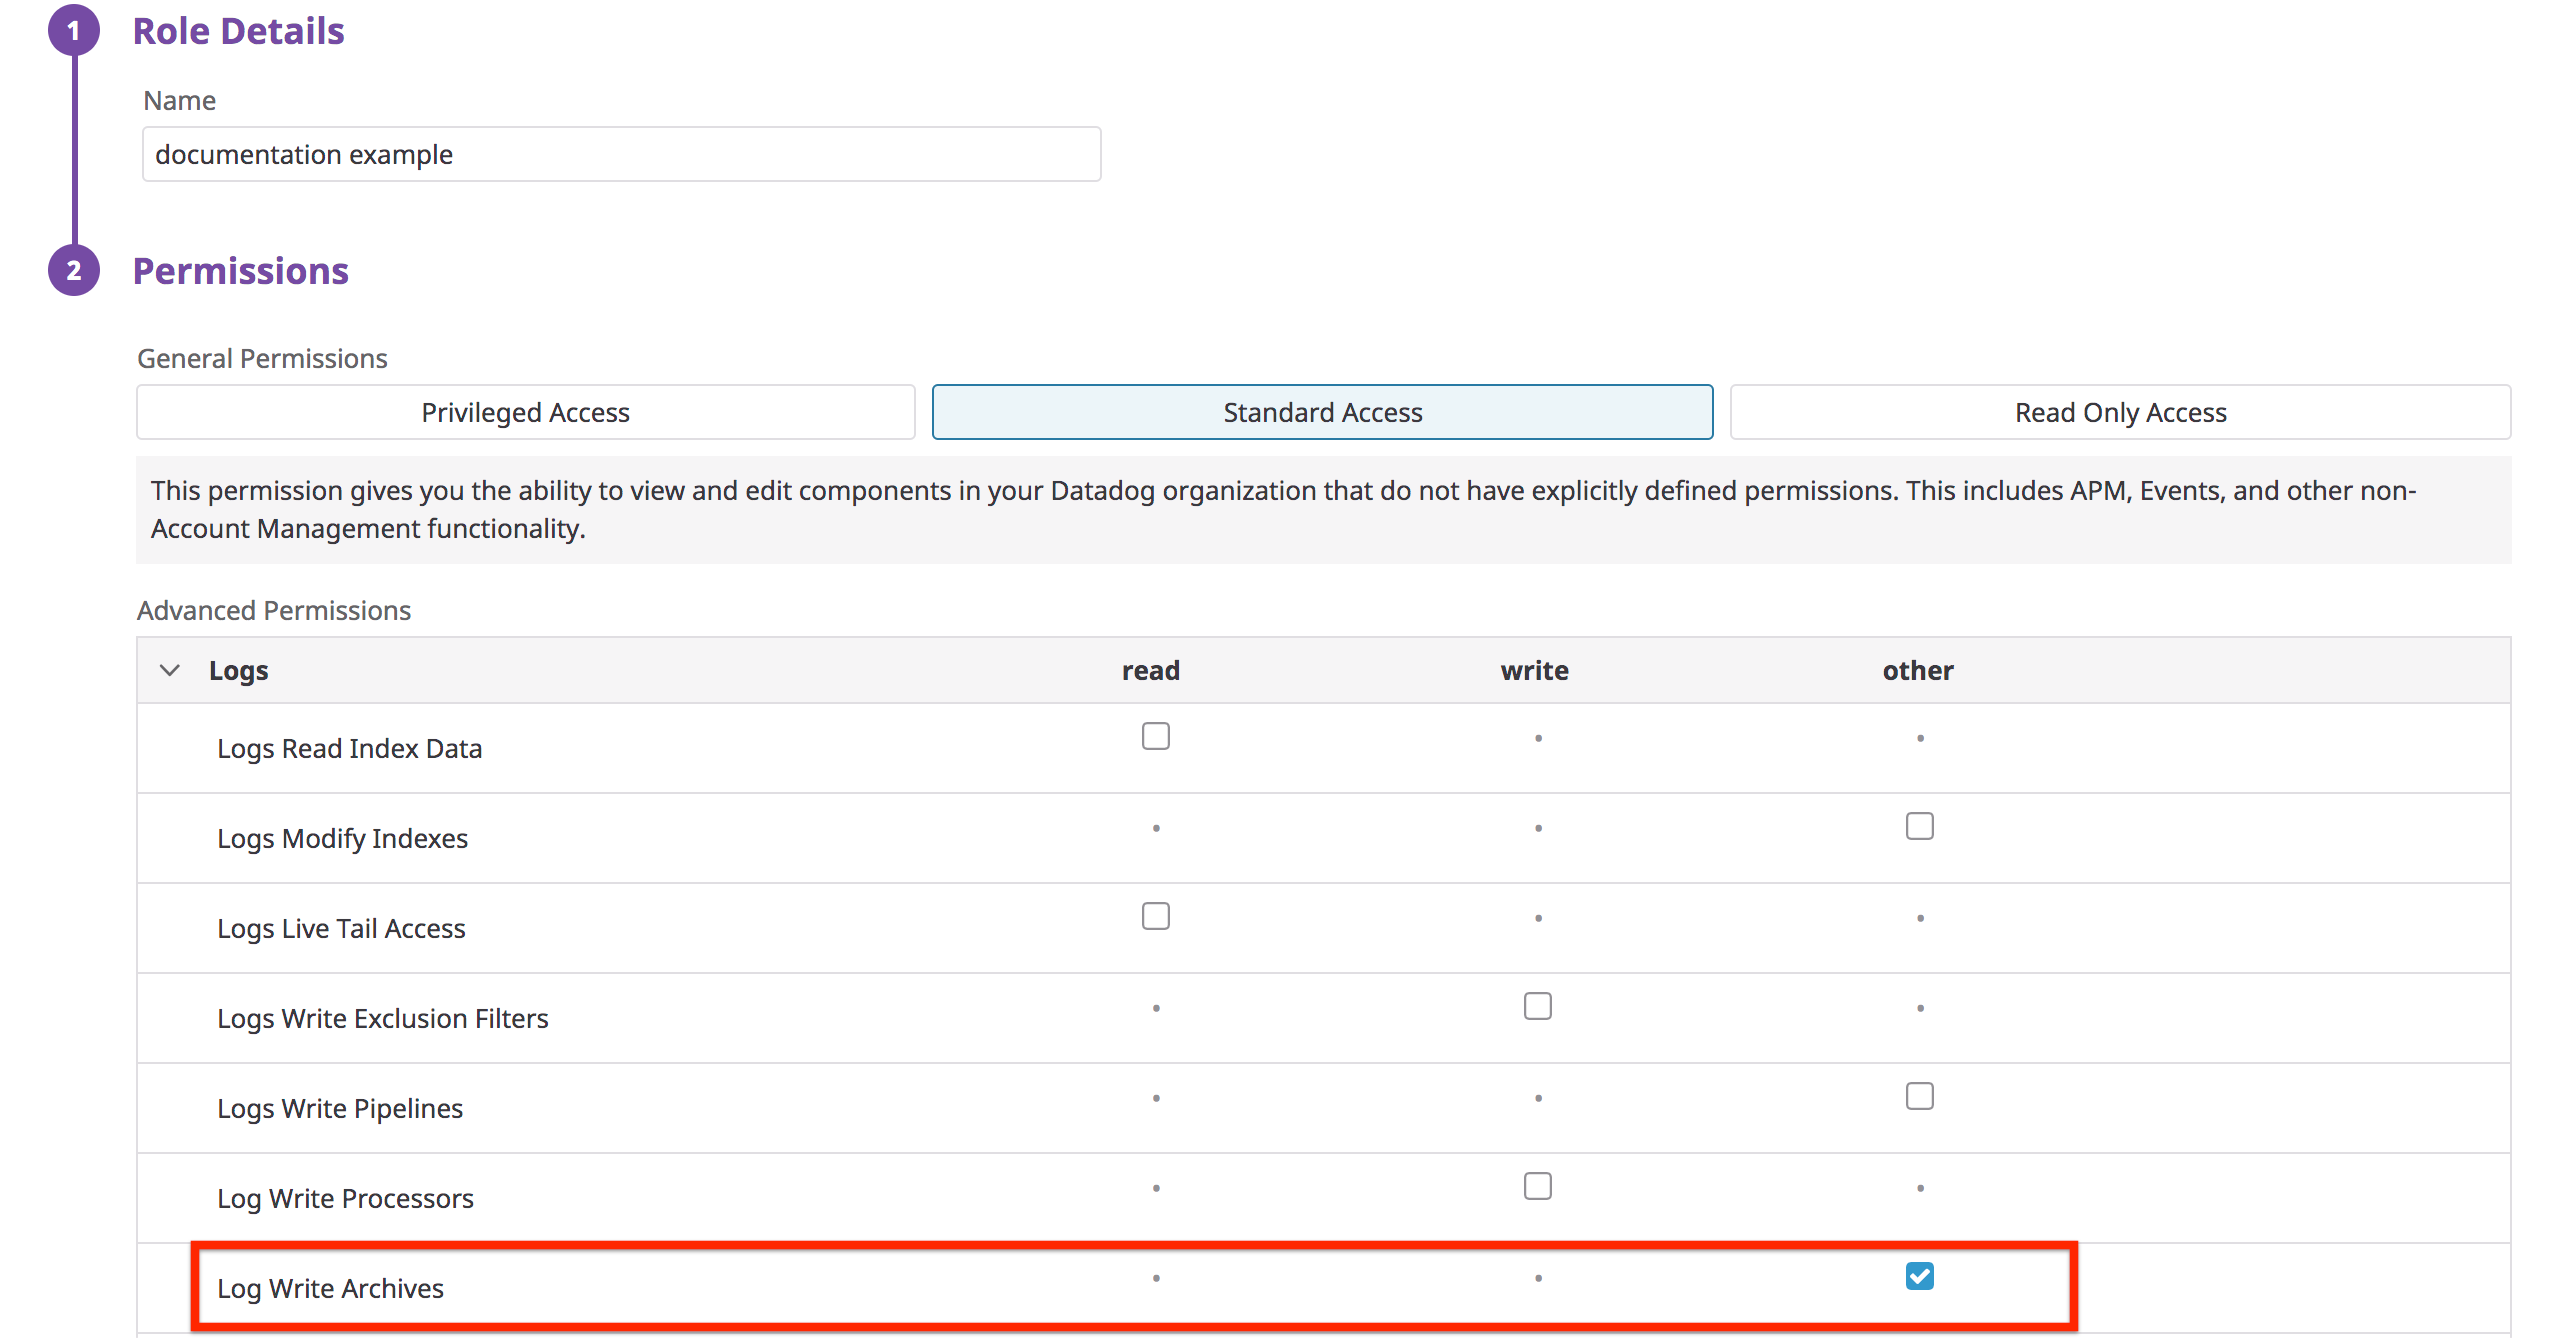 1 Role Details
Name
documentation example
2 Permissions
General Permissions
Privileged Access Standard Access Read Only Access
This permission gives you the ability to view and edit components in your Datadog organization that do not have explicitly defined permissions. This includes APM, Events, and other non-
Account Management functionality.
Advanced Permissions
Logs read write other
Logs Read Index Data
Logs Modify Indexes
Logs Live Tail Access
Logs Write Exclusion Filters
Logs Write Pipelines
Log Write Processors
Log Write Archives